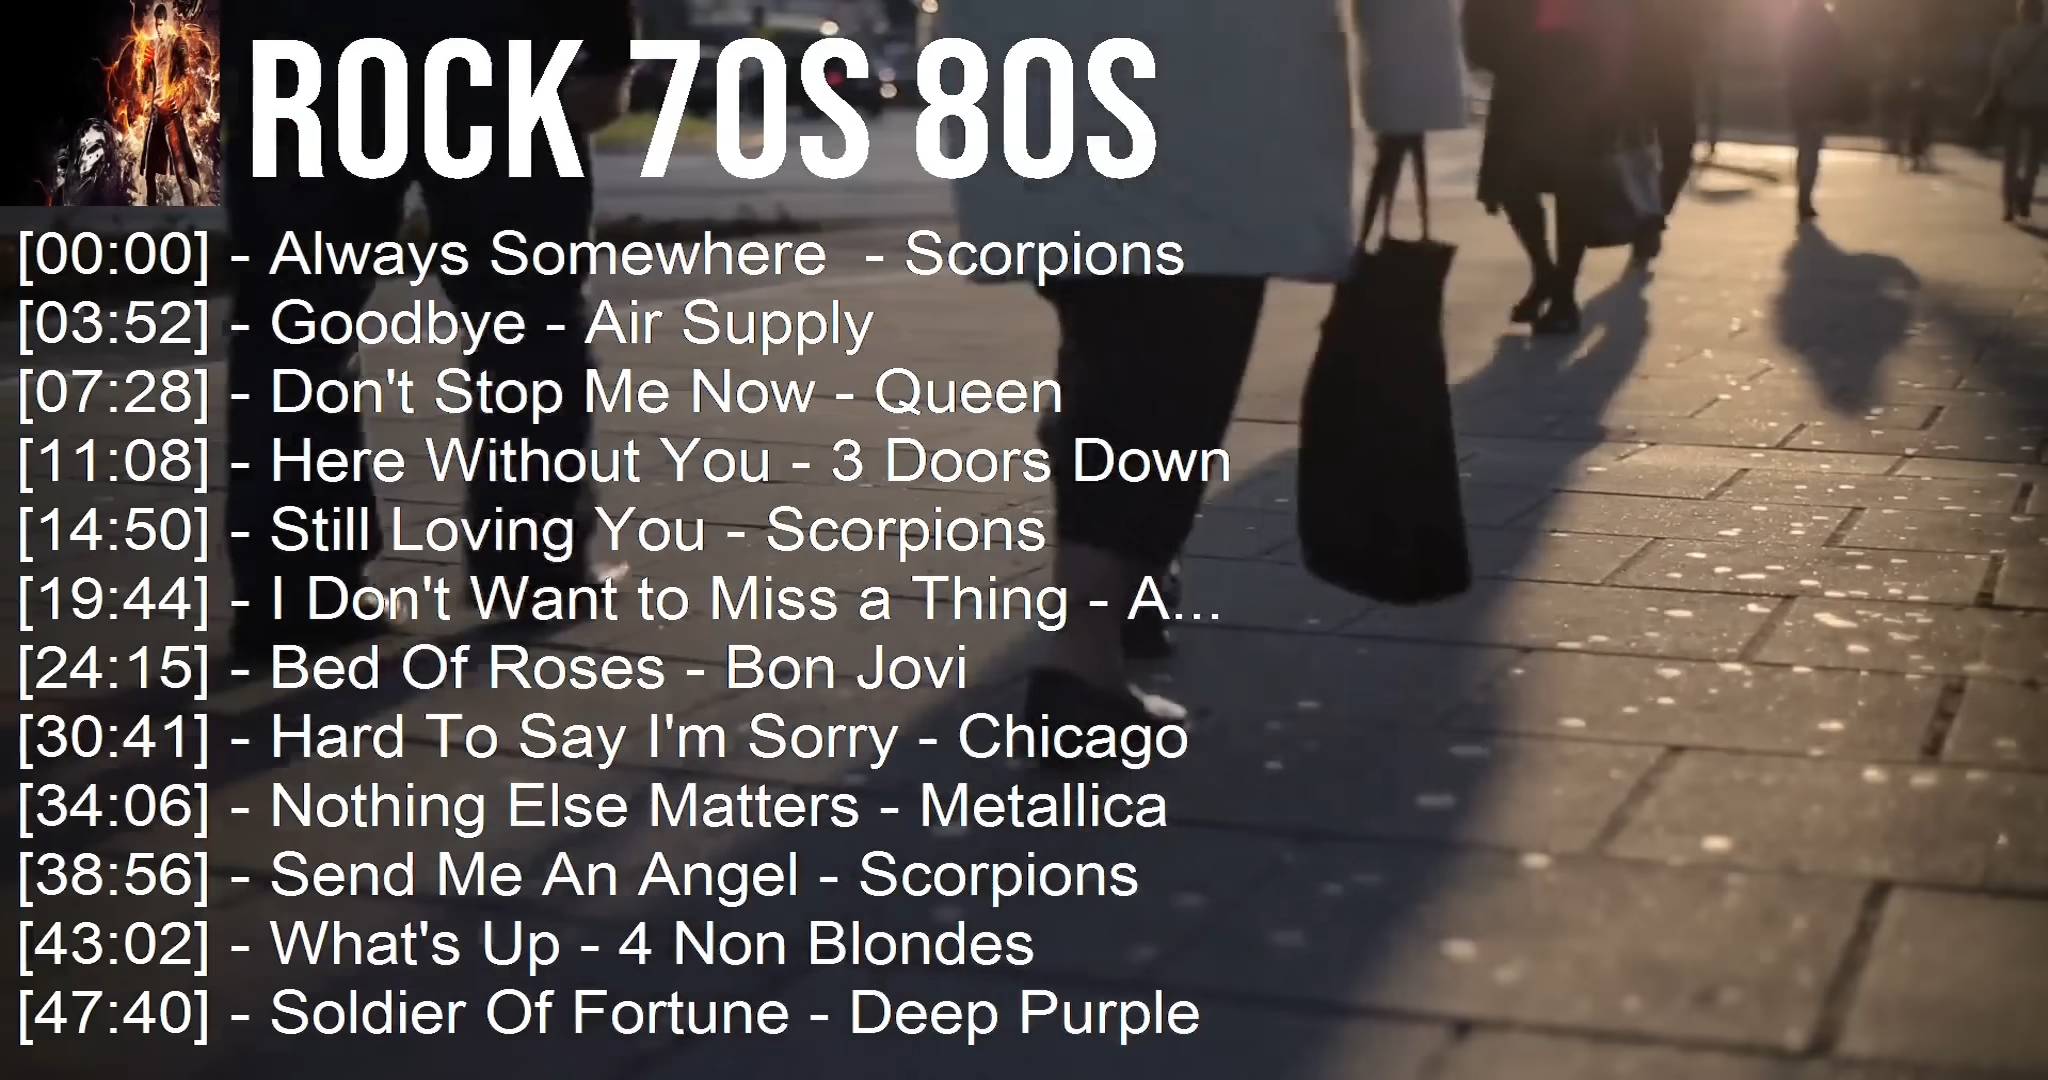 ROCK 70S 80S
[00:00] - Always Somewhere  - Scorpions
[03:52] - Goodbye - Air Supply
[07:28] - Don't Stop Me Now - Queen
[11:08] - Here Without You - 3 Doors Down
[14:50] - Still Loving You - Scorpions
[19:44] - I Don't Want to Miss a Thing - A...
[24:15] - Bed Of Roses - Bon Jovi
[30:41] - Hard To Say I'm Sorry - Chicago
[34:06] - Nothing Else Matters - Metallica
[38:56] - Send Me An Angel - Scorpions
[43:02] - What's Up - 4 Non Blondes
[47:40] - Soldier Of Fortune - Deep Purple